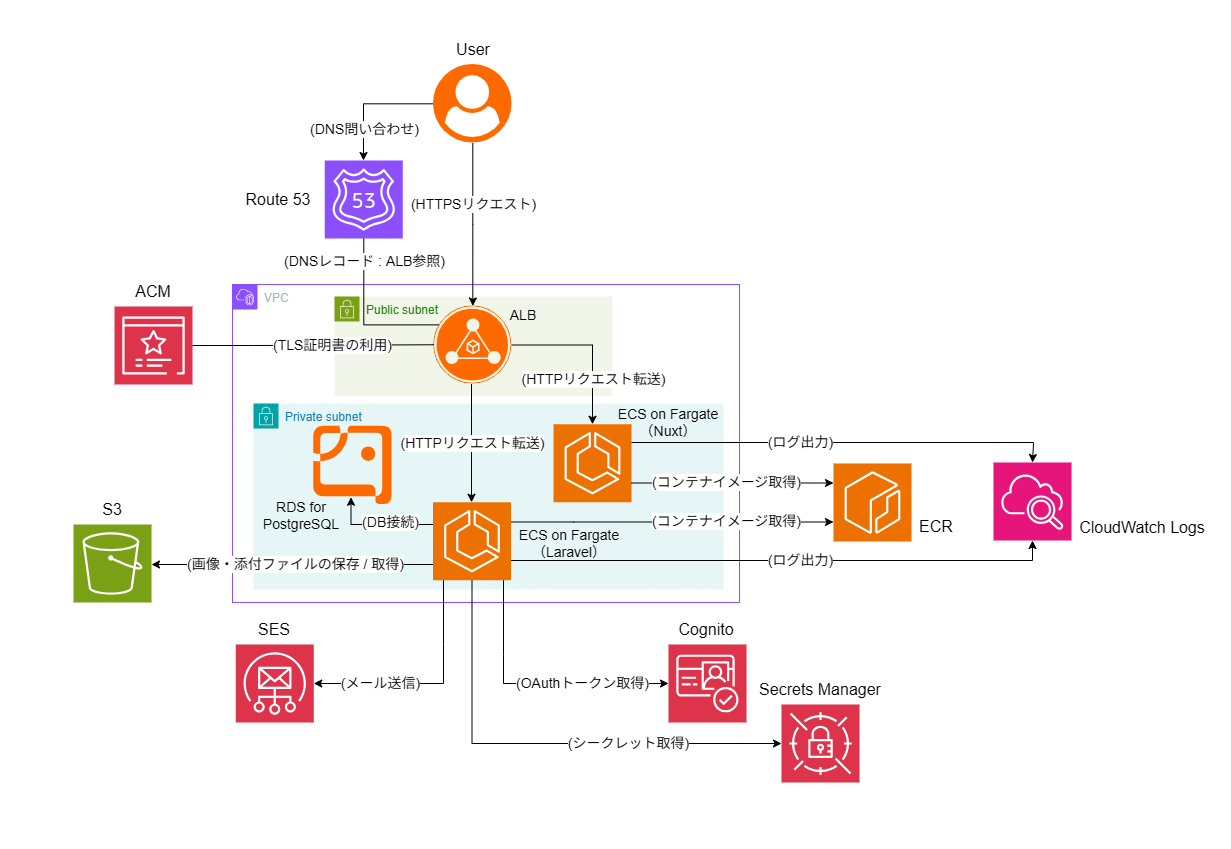 User
(DNS問い合わせ)
Route 53
53
(HTTPSリクエスト)
(DNSレコード : ALB参照)
ACM
VPC
Public subnet
ALB
(TLS証明書の利用)
(HTTPリクエスト転送)
Private subnet
ECS on Fargate
（Nuxt）
(HTTPリクエスト転送)
(ログ出力)
(コンテナイメージ取得)
RDS for
PostgreSQL
(DB接続)
S3
(コンテナイメージ取得)
ECR
CloudWatch Logs
ECS on Fargate
（Laravel）
(画像・添付ファイルの保存 / 取得)
(ログ出力)
SES
Cognito
(メール送信)
(OAuthトークン取得)
Secrets Manager
(シークレット取得)